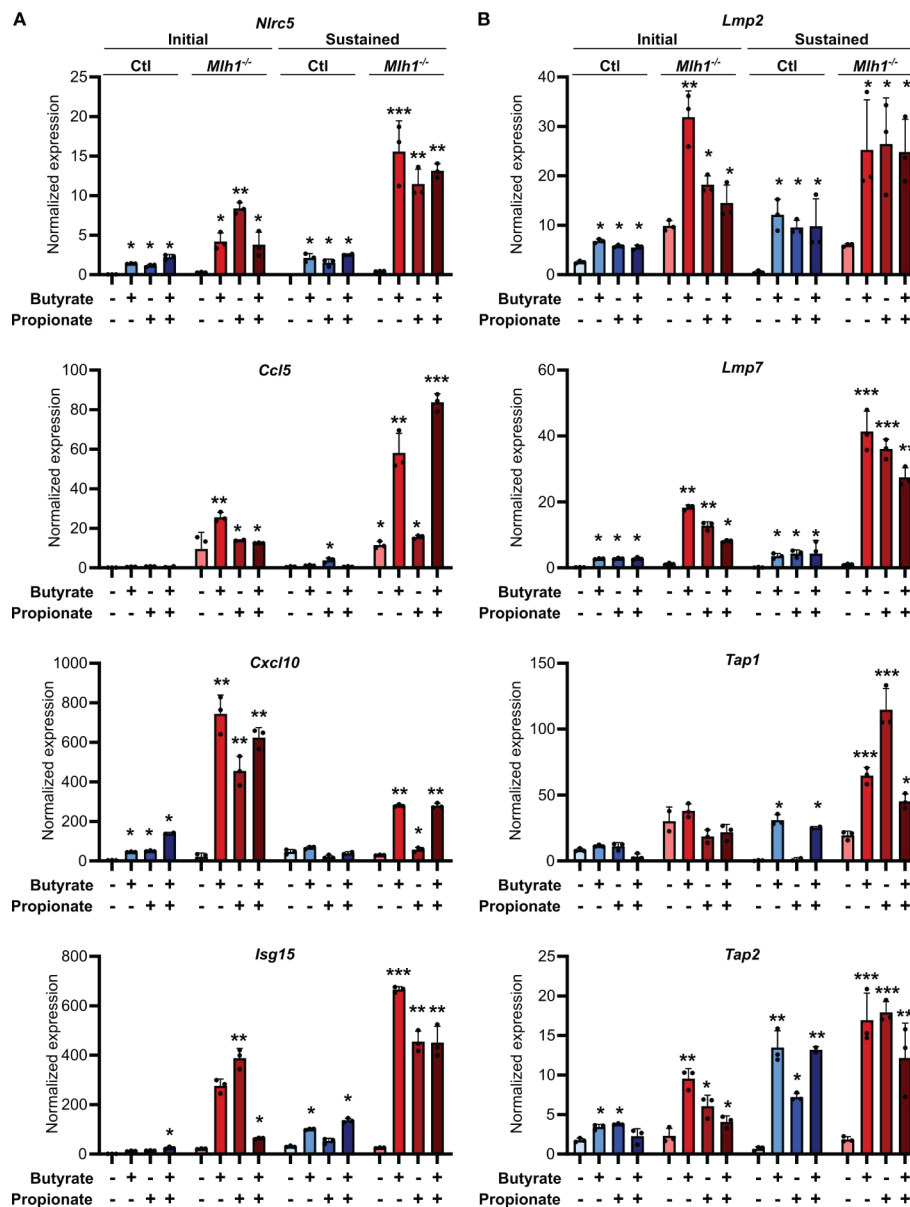 A
Nlrc5
Initial Sustained
Ctl Mlh1-/- Ctl Mlh1-/-
Normalized expression
25
20
15
10
5
0
* * * * ** * * * * *** ** **
Butyrate - + - + - + - + - + - + - + - +
Propionate - - + + - - + + - - + + - - + +
Ccl5
Normalized expression
100
80
60
40
20
0
** * * * * ** * ***
Butyrate - + - + - + - + - + - + - + - +
Propionate - - + + - - + + - - + + - - + +
Cxcl10
Normalized expression
1000
800
600
400
200
0
* * * ** ** ** ** * **
Butyrate - + - + - + - + - + - + - + - +
Propionate - - + + - - + + - - + + - - + +
Isg15
Normalized expression
800
600
400
200
0
* ** * * * *** ** **
Butyrate - + - + - + - + - + - + - + - +
Propionate - - + + - - + + - - + + - - + +
B
Lmp2
Initial Sustained
Ctl Mlh1-/- Ctl Mlh1-/-
Normalized expression
40
30
20
10
0
* * * ** * * * * * * * *
Butyrate - + - + - + - + - + - + - + - +
Propionate - - + + - - + + - - + + - - + +
Lmp7
Normalized expression
60
40
20
0
* * * ** ** * * * * *** *** **
Butyrate - + - + - + - + - + - + - + - +
Propionate - - + + - - + + - - + + - - + +
Tap1
Normalized expression
150
100
50
0
* * *** *** *
Butyrate - + - + - + - + - + - + - + - +
Propionate - - + + - - + + - - + + - - + +
Tap2
Normalized expression
25
20
15
10
5
0
* * ** * * ** * ** *** *** **
Butyrate - + - + - + - + - + - + - + - +
Propionate - - + + - - + + - - + + - - + +